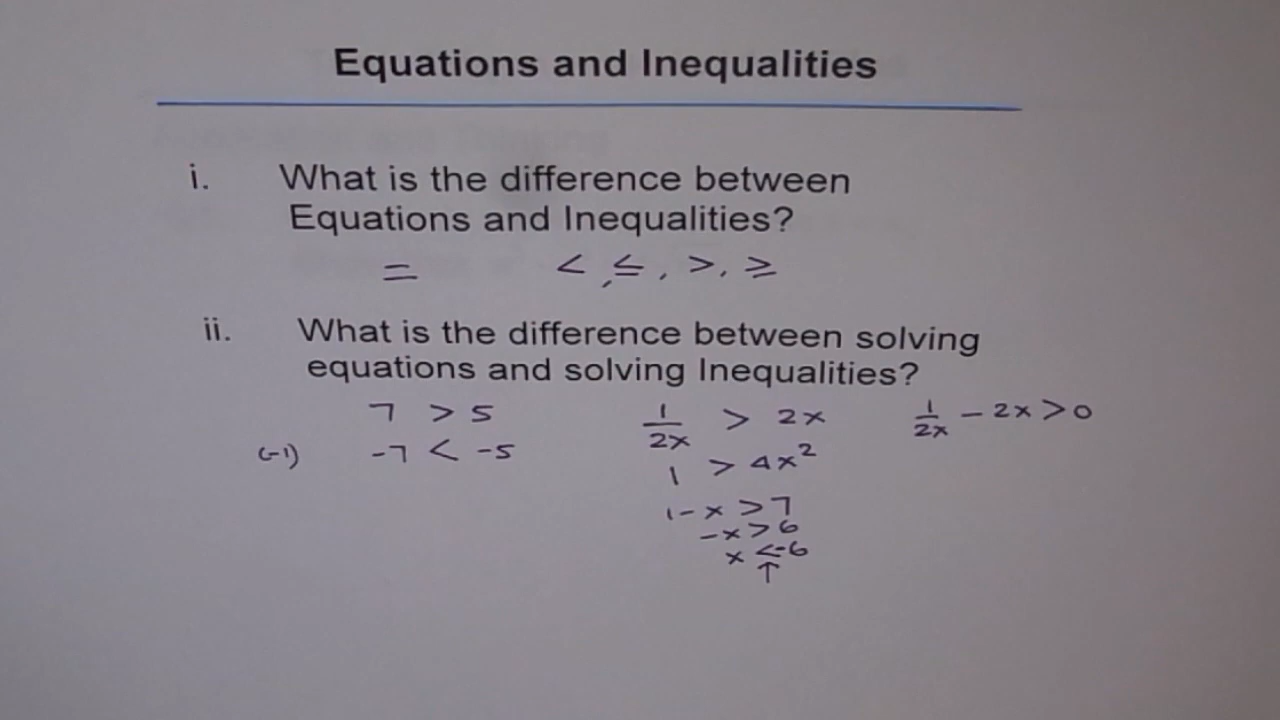 Equations and Inequalities
i. What is the difference between
Equations and Inequalities?
= <, ≤, >, ≥
ii. What is the difference between solving
equations and solving Inequalities?
7 > 5
(-1) -7 < -5
1/2x > 2x
1 > 4x²
1-x > 7
-x > 6
x < -6
↑
1/2x - 2x > 0